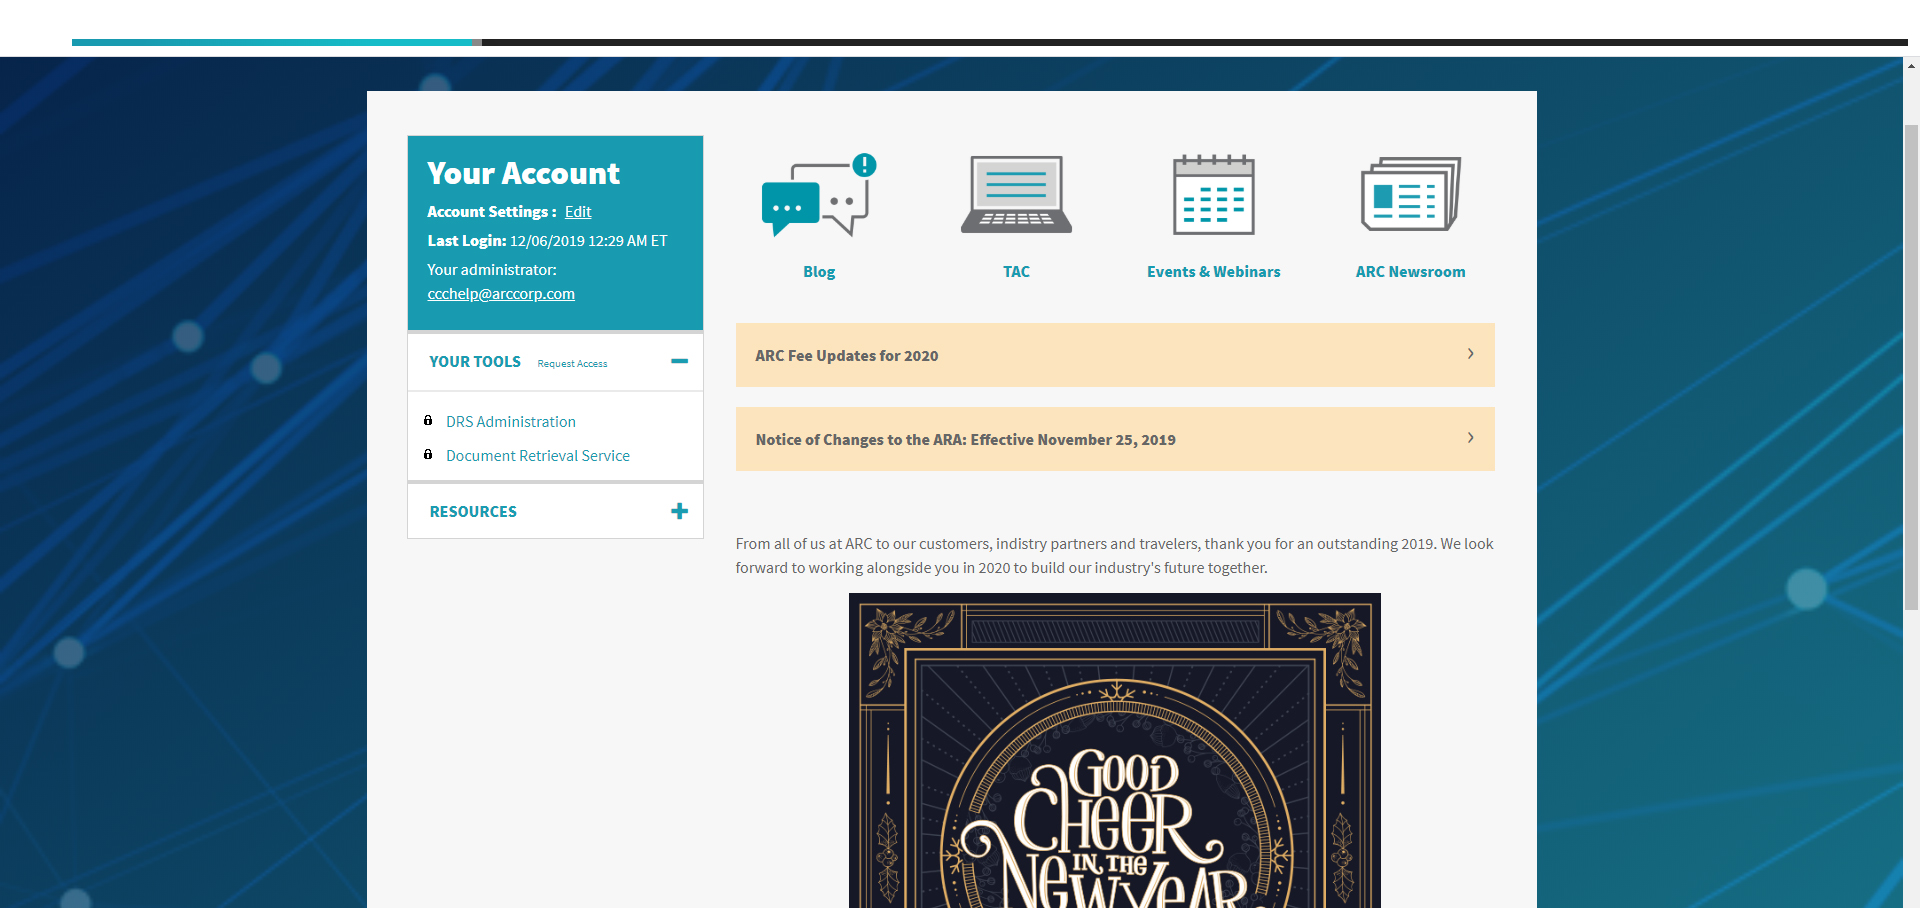 Your Account
Account Settings : Edit
Last Login: 12/06/2019 12:29 AM ET
Your administrator:
ccchelp@arccorp.com
YOUR TOOLS Request Access
DRS Administration
Document Retrieval Service
RESOURCES
Blog
TAC
Events & Webinars
ARC Newsroom
ARC Fee Updates for 2020
Notice of Changes to the ARA: Effective November 25, 2019
From all of us at ARC to our customers, indistry partners and travelers, thank you for an outstanding 2019. We look
forward to working alongside you in 2020 to build our industry's future together.
GOOD
CHEER
IN THE
NEW YEAR